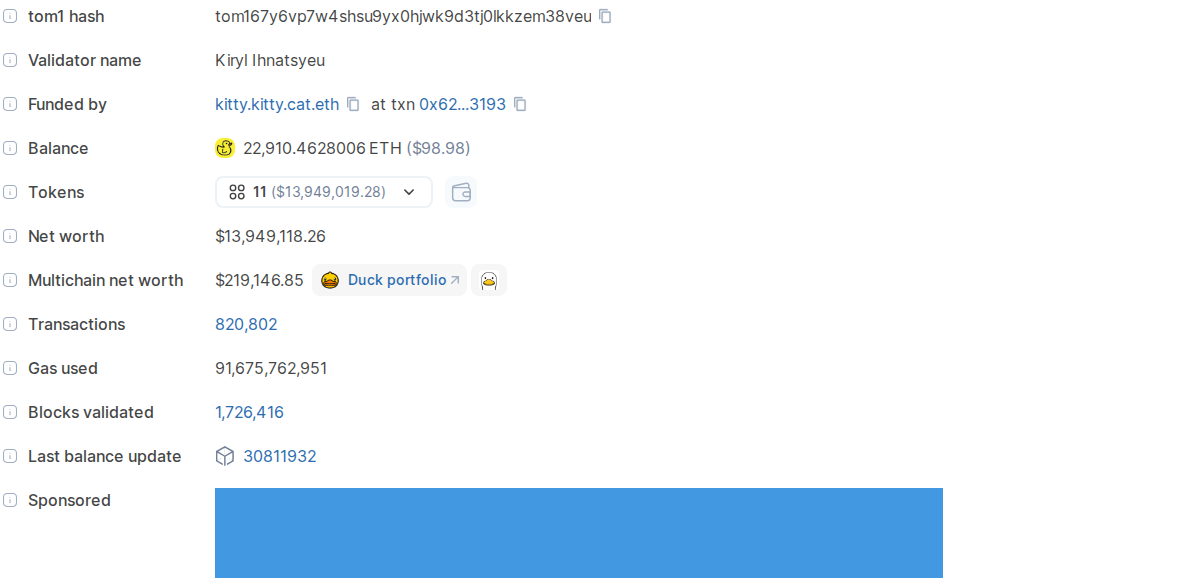 tom1 hash tom167y6vp7w4shsu9yx0hjwk9d3tj0lkkzem38veu
Validator name Kiryl Ihnatsyeu
Funded by kitty.kitty.cat.eth at txn 0x62...3193
Balance 22,910.4628006 ETH ($98.98)
Tokens 11 ($13,949,019.28)
Net worth $13,949,118.26
Multichain net worth $219,146.85 Duck portfolio
Transactions 820,802
Gas used 91,675,762,951
Blocks validated 1,726,416
Last balance update 30811932
Sponsored